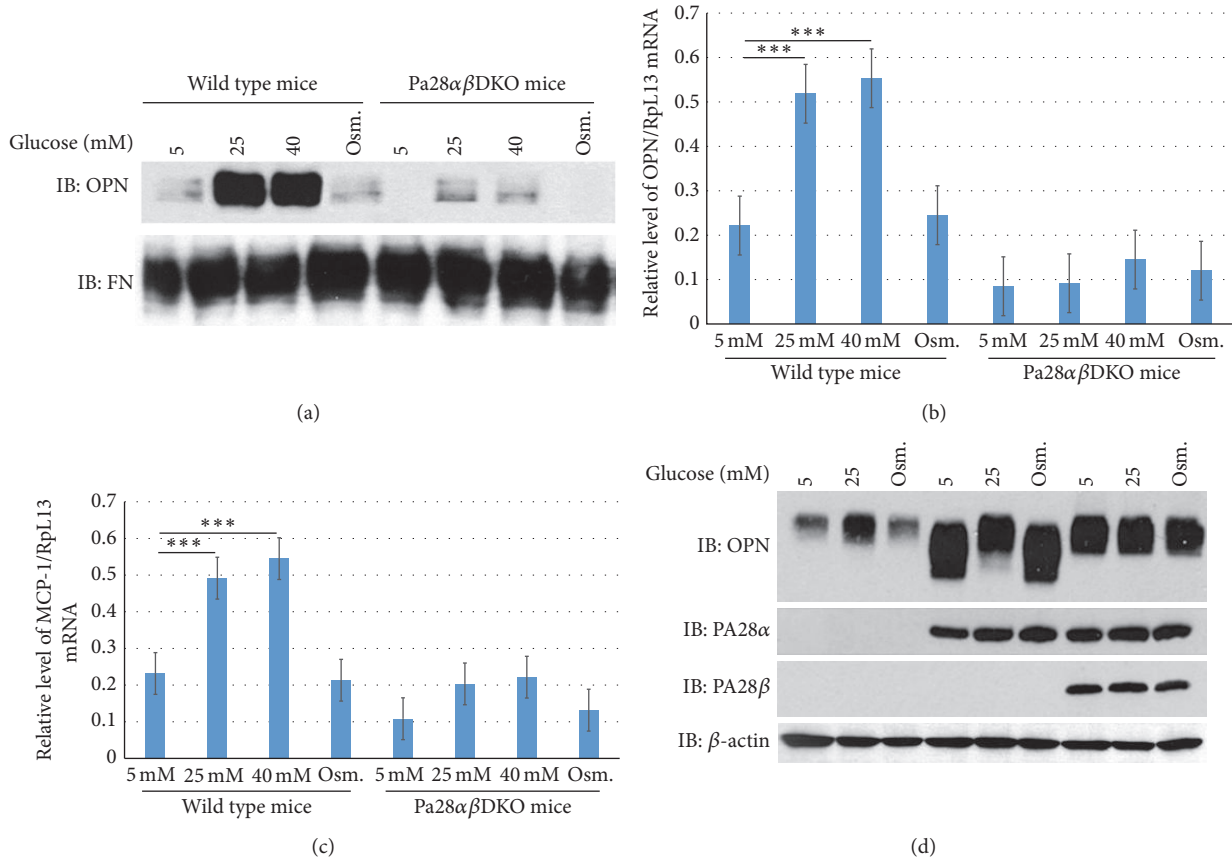 Wild type mice Pa28αβDKO mice
Glucose (mM) 5 25 40 Osm. 5 25 40 Osm.
IB: OPN
IB: FN
(a)
Relative level of OPN/RpL13 mRNA
0.7
0.6
0.5
0.4
0.3
0.2
0.1
0
*** 
***
5 mM 25 mM 40 mM Osm. 5 mM 25 mM 40 mM Osm.
Wild type mice Pa28αβDKO mice
(b)
Relative level of MCP-1/RpL13
mRNA
0.7
0.6
0.5
0.4
0.3
0.2
0.1
0
***
***
5 mM 25 mM 40 mM Osm. 5 mM 25 mM 40 mM Osm.
Wild type mice Pa28αβDKO mice
(c)
Glucose (mM) 5 25 Osm. 5 25 Osm. 5 25 Osm.
IB: OPN
IB: PA28α
IB: PA28β
IB: β-actin
(d)